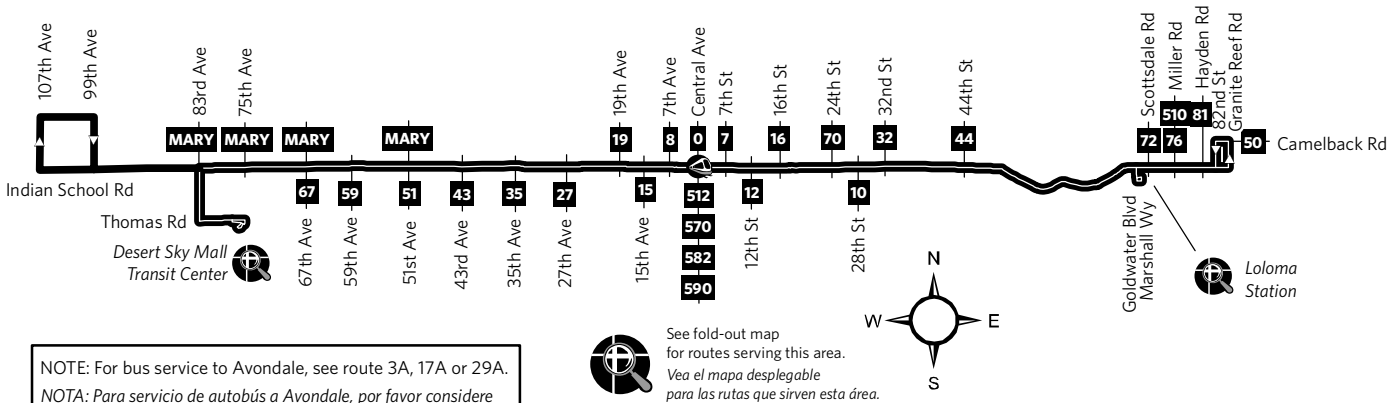 107th Ave
99th Ave
83rd Ave
75th Ave
19th Ave
7th Ave
Central Ave
7th St
16th St
24th St
32nd St
44th St
Scottsdale Rd
Miller Rd
Hayden Rd
82nd St
Granite Reef Rd
MARY
MARY
MARY
MARY
19
8
0
7
16
70
32
44
72
510
76
81
50
Camelback Rd
Indian School Rd
Thomas Rd
Desert Sky Mall
Transit Center
67
59
51
43
35
27
15
512
570
582
590
12
10
67th Ave
59th Ave
51st Ave
43rd Ave
35th Ave
27th Ave
15th Ave
12th St
28th St
Goldwater Blvd
Marshall Wy
Loloma
Station
N
W
E
S
See fold-out map
for routes serving this area.
Vea el mapa desplegable
para las rutas que sirven esta área.
NOTE: For bus service to Avondale, see route 3A, 17A or 29A.
NOTA: Para servicio de autobús a Avondale, por favor considere